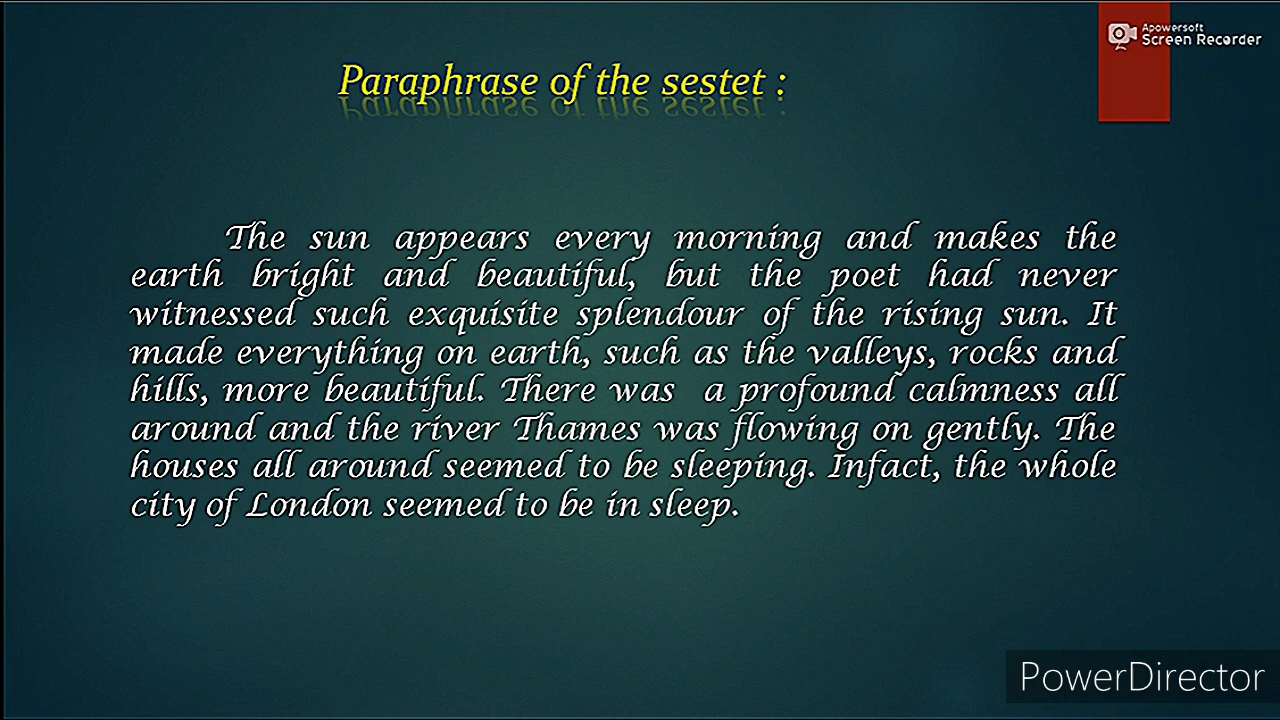 Apowersoft
Screen Recorder
Paraphrase of the sestet :
The sun appears every morning and makes the
earth bright and beautiful, but the poet had never
witnessed such exquisite splendour of the rising sun. It
made everything on earth, such as the valleys, rocks and
hills, more beautiful. There was a profound calmness all
around and the river Thames was flowing on gently. The
houses all around seemed to be sleeping. Infact, the whole
city of London seemed to be in sleep.
PowerDirector